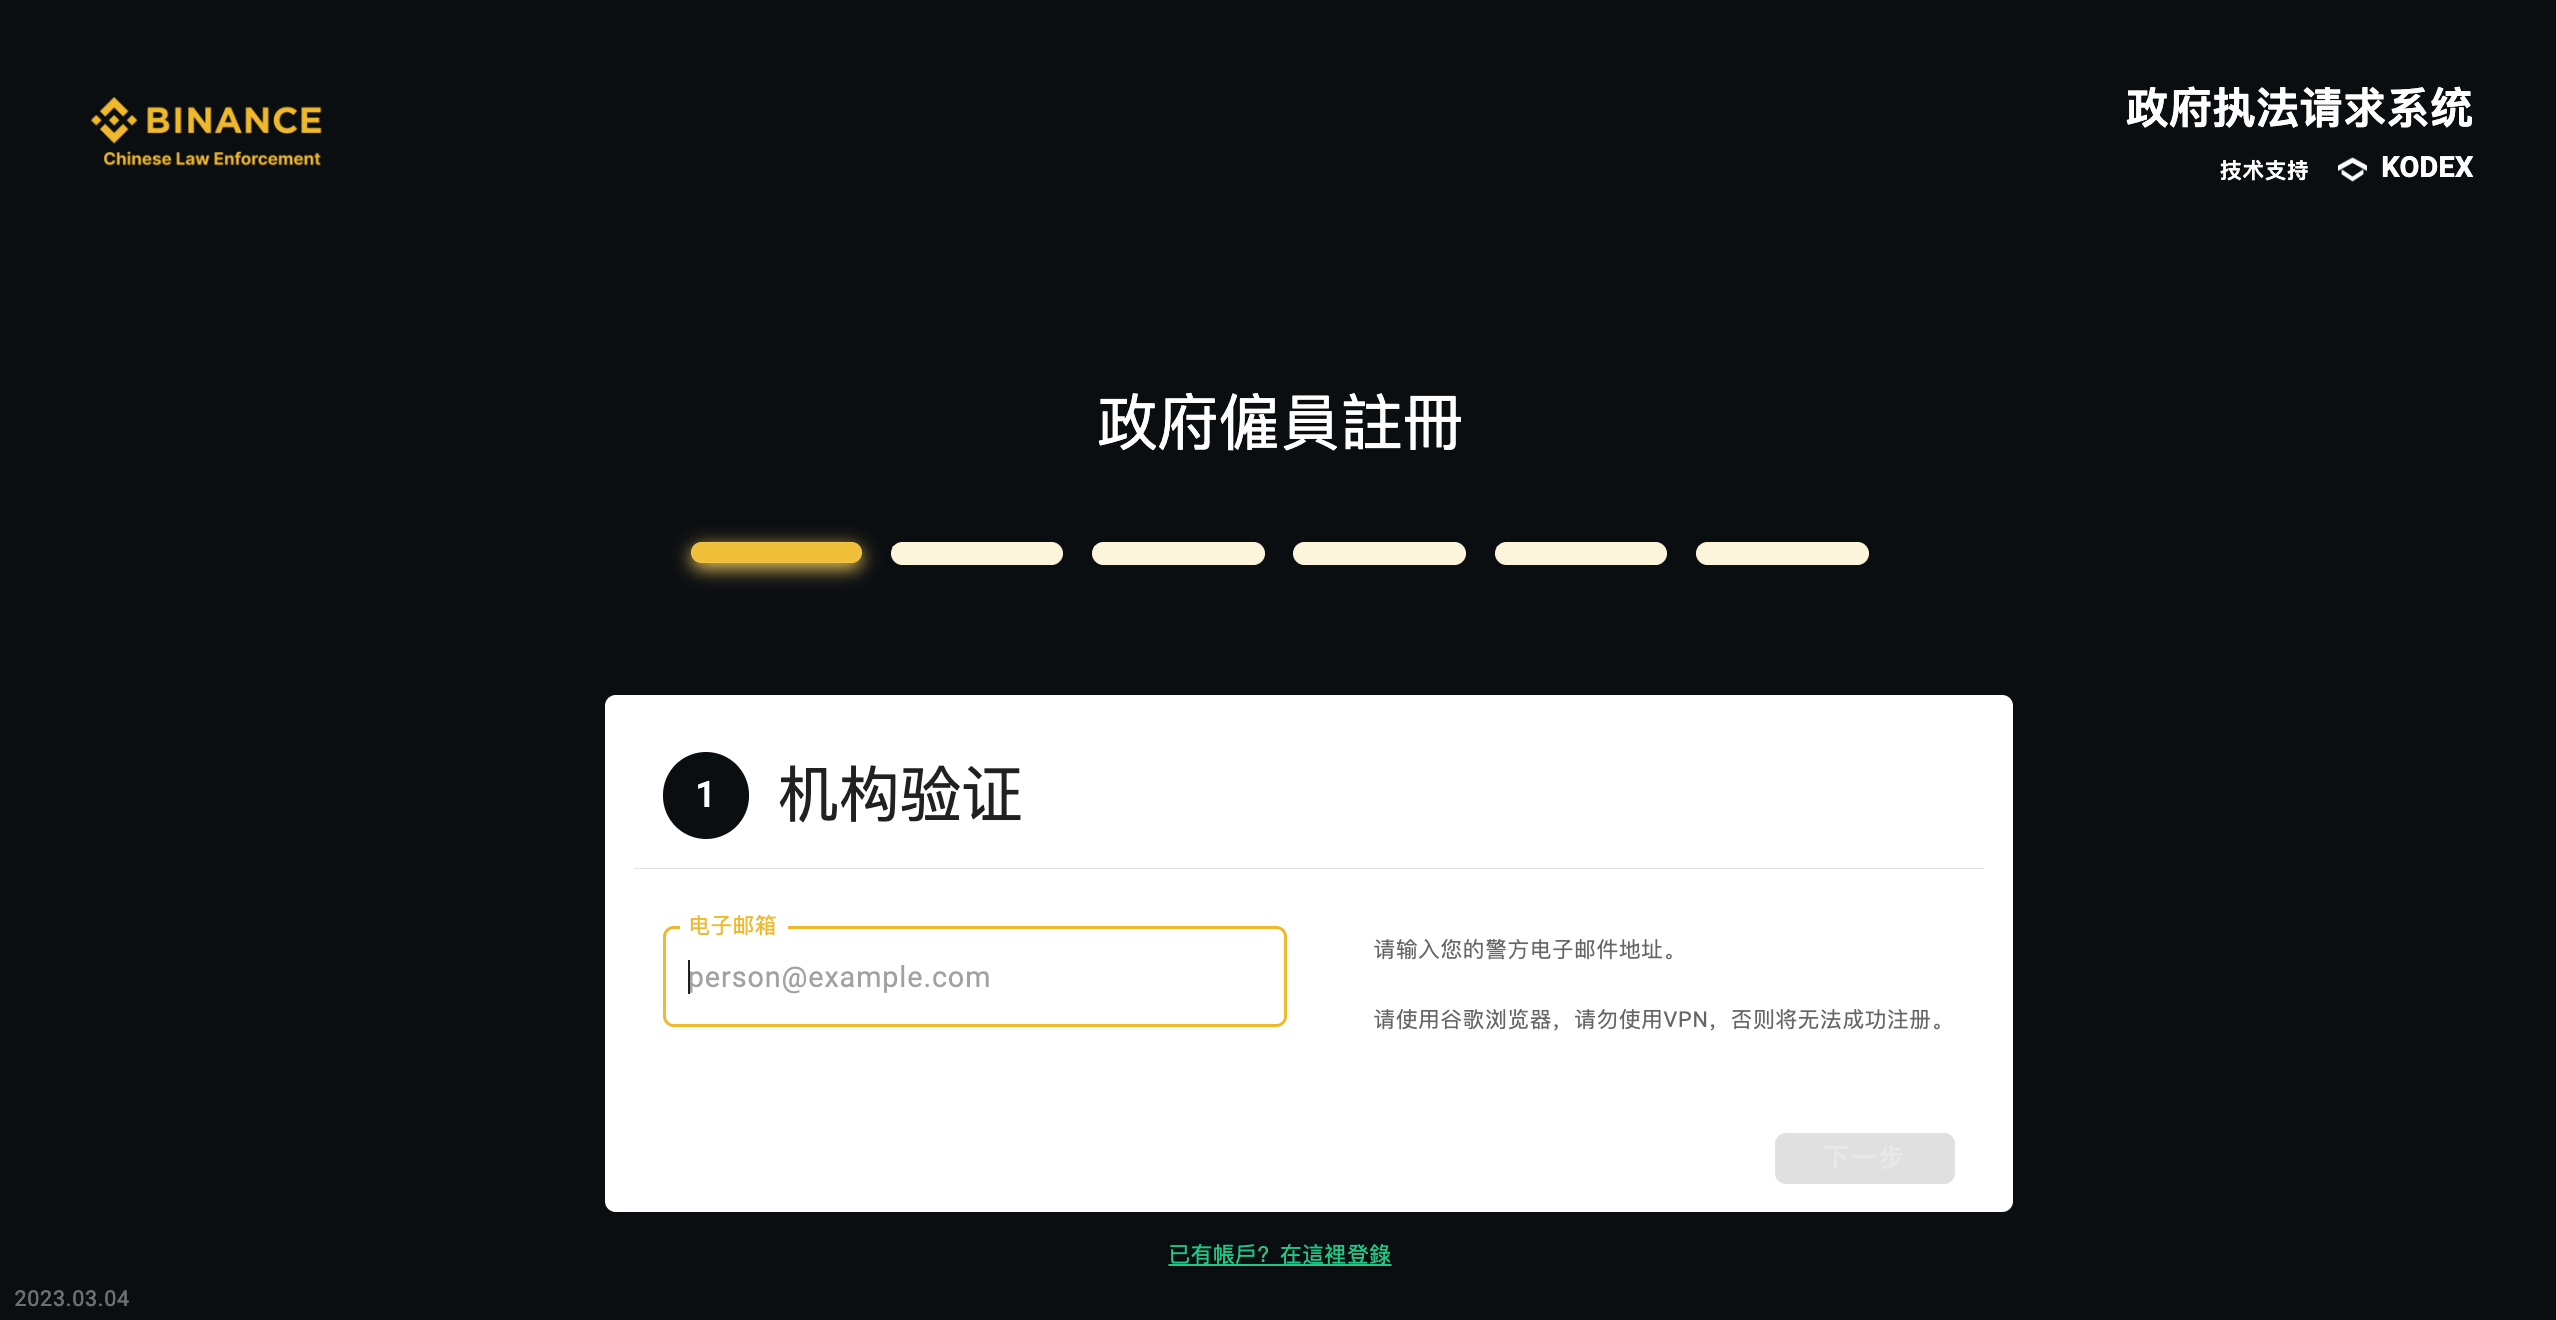 BINANCE
Chinese Law Enforcement
政府执法请求系统
技术支持 KODEX
政府僱員註冊
1 机构验证
电子邮箱
person@example.com
请输入您的警方电子邮件地址。
请使用谷歌浏览器，请勿使用VPN，否则将无法成功注册。
下一步
已有帳戶？在這裡登錄
2023.03.04